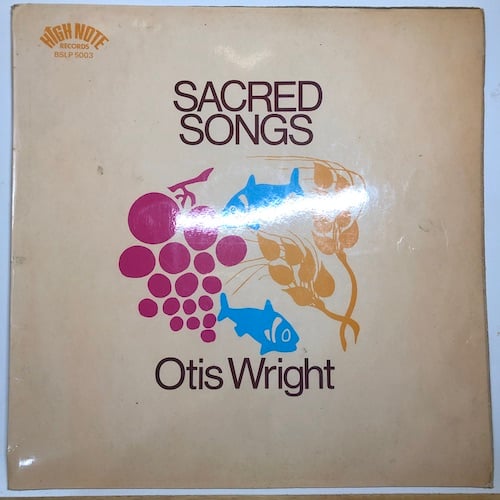 HIGH NOTE
RECORDS
BSLP 5003
SACRED
SONGS
Otis Wright